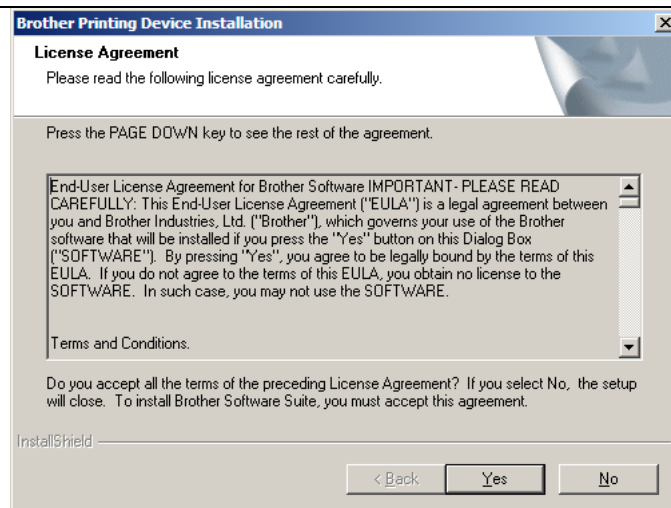 Brother Printing Device Installation
License Agreement
Please read the following license agreement carefully.
Press the PAGE DOWN key to see the rest of the agreement.
End-User License Agreement for Brother Software IMPORTANT- PLEASE READ
CAREFULLY: This End-User License Agreement ("EULA") is a legal agreement between
you and Brother Industries, Ltd. ("Brother"), which governs your use of the Brother
software that will be installed if you press the "Yes" button on this Dialog Box
("SOFTWARE"). By pressing "Yes", you agree to be legally bound by the terms of this
EULA. If you do not agree to the terms of this EULA, you obtain no license to the
SOFTWARE. In such case, you may not use the SOFTWARE.
Terms and Conditions.
Do you accept all the terms of the preceding License Agreement? If you select No, the setup
will close. To install Brother Software Suite, you must accept this agreement.
InstallShield
< Back Yes No